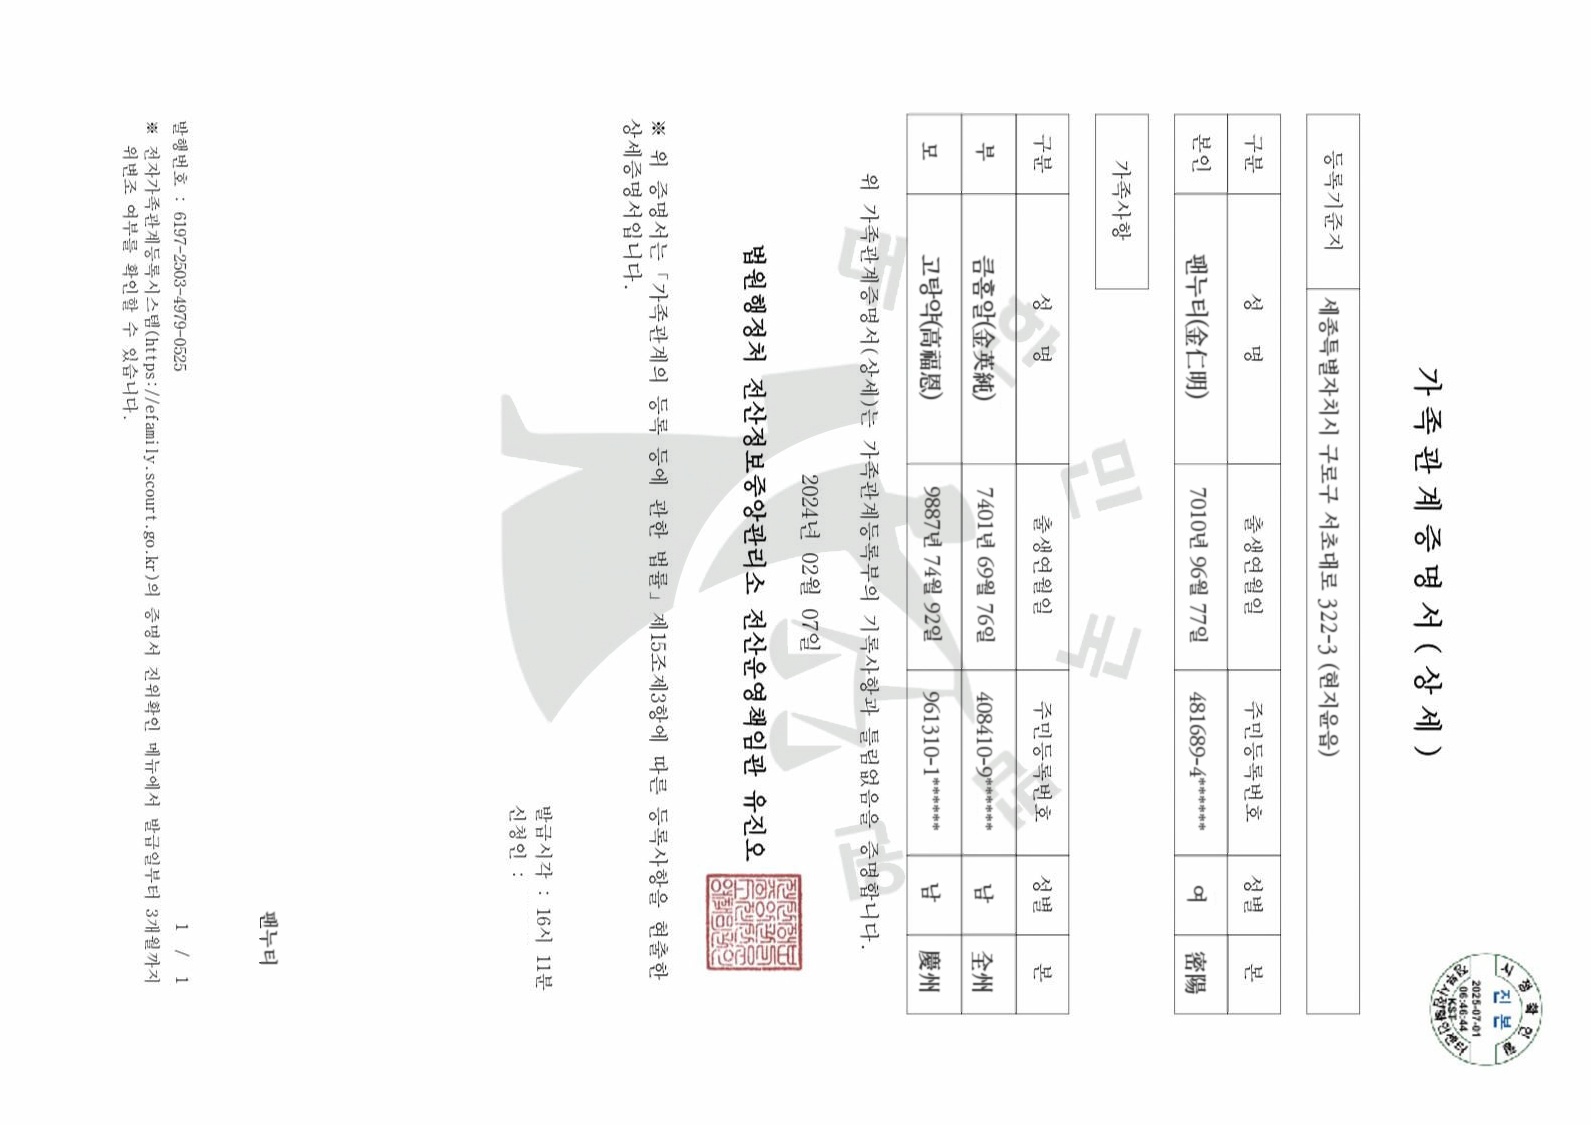 가 족 관 계 증 명 서 ( 상 세 )
시 점 확 인 필
진 본
2025-07-01
06:46:44
KST
등록기준지 세종특별자치시 구로구 서초대로 322-3 (현지윤읍)
구분 성 명 출생연월일 주민등록번호 성별 본
본인 팬누티(金仁明) 7010년 96월 77일 481689-4****** 여 密陽
가족사항
구분 성 명 출생연월일 주민등록번호 성별 본
부 큼흠알(金英純) 7401년 69월 76일 408410-9****** 남 全州
모 고탕약(高福恩) 9887년 74월 92일 961310-1****** 남 慶州
위 가족관계증명서(상세)는 가족관계등록부의 기록사항과 틀림없음을 증명합니다.
2024년 02월 07일
법원행정처 전산정보중앙관리소 전산운영책임관 유진오
※ 위 증명서는 「가족관계의 등록 등에 관한 법률」 제15조제3항에 따른 등록사항을 현출한
상세증명서입니다.
발급시각 : 16시 11분
신청인 :
팬누티
발행번호 : 6197-2503-4979-0525 1 / 1
※ 전자가족관계등록시스템(https://efamily.scourt.go.kr)의 증명서 진위확인 메뉴에서 발급일부터 3개월까지
위변조 여부를 확인할 수 있습니다.
대한민국법원